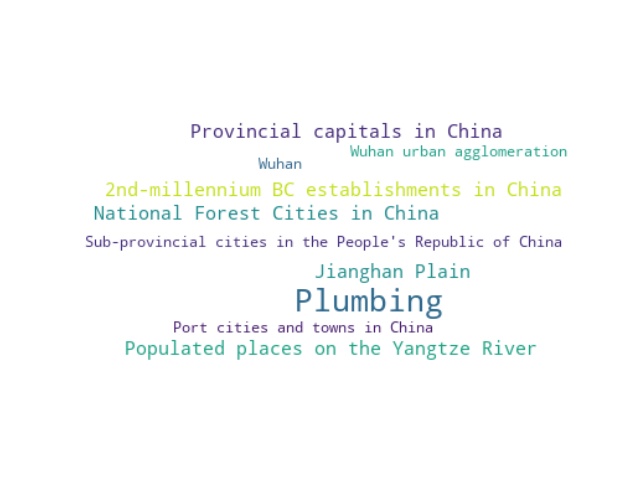 Provincial capitals in China
Wuhan urban agglomeration
Wuhan
2nd-millennium BC establishments in China
National Forest Cities in China
Sub-provincial cities in the People's Republic of China
Jianghan Plain
Plumbing
Port cities and towns in China
Populated places on the Yangtze River